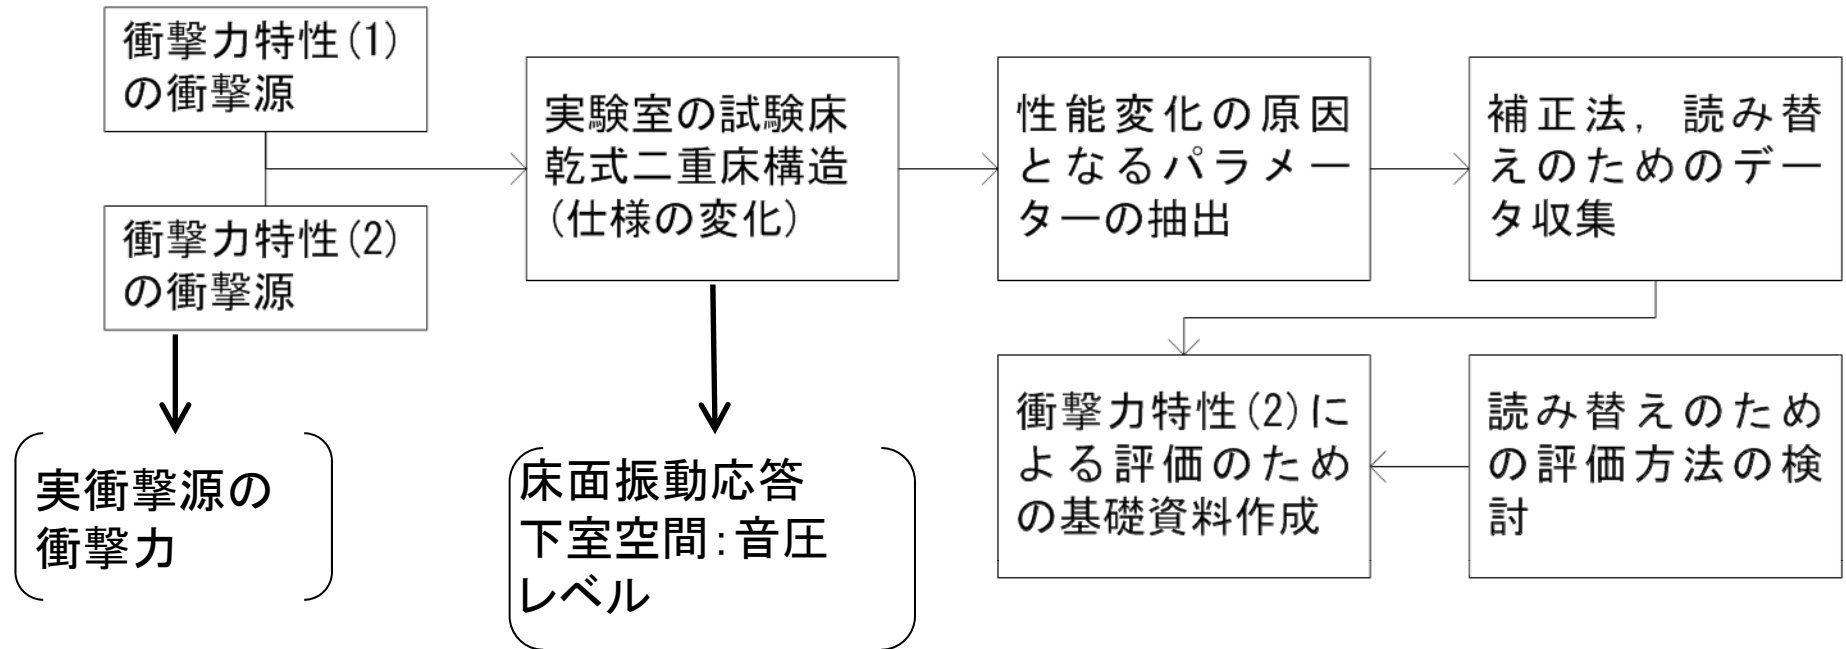 衝撃力特性(1)
の衝撃源
衝撃力特性(2)
の衝撃源
実験室の試験床
乾式二重床構造
(仕様の変化)
性能変化の原因
となるパラメー
ターの抽出
補正法，読み替
えのためのデー
タ収集
実衝撃源の
衝撃力
床面振動応答
下室空間：音圧
レベル
衝撃力特性(2)に
よる評価のため
の基礎資料作成
読み替えのため
の評価方法の検
討